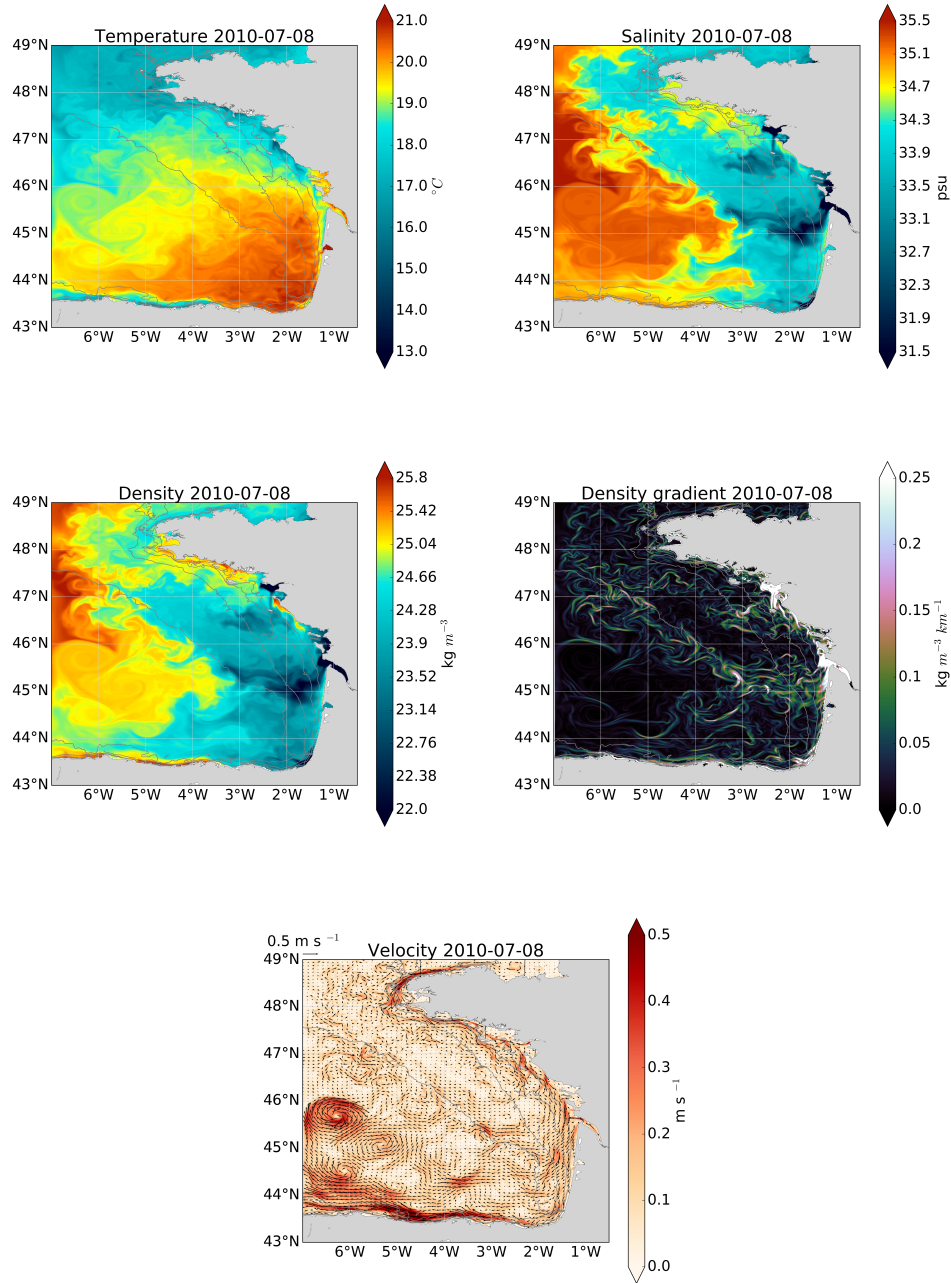 Temperature 2010-07-08
49°N
48°N
47°N
46°N
45°N
44°N
43°N
6°W 5°W 4°W 3°W 2°W 1°W
21.0
20.0
19.0
18.0
17.0
16.0
15.0
14.0
13.0
°C
Salinity 2010-07-08
49°N
48°N
47°N
46°N
45°N
44°N
43°N
6°W 5°W 4°W 3°W 2°W 1°W
35.5
35.1
34.7
34.3
33.9
33.5
33.1
32.7
32.3
31.9
31.5
psu
Density 2010-07-08
49°N
48°N
47°N
46°N
45°N
44°N
43°N
6°W 5°W 4°W 3°W 2°W 1°W
25.8
25.42
25.04
24.66
24.28
23.9
23.52
23.14
22.76
22.38
22.0
kg m⁻³
Density gradient 2010-07-08
49°N
48°N
47°N
46°N
45°N
44°N
43°N
6°W 5°W 4°W 3°W 2°W 1°W
0.25
0.2
0.15
0.1
0.05
0.0
kg m⁻³ km⁻¹
0.5 m s ⁻¹
Velocity 2010-07-08
49°N
48°N
47°N
46°N
45°N
44°N
43°N
6°W 5°W 4°W 3°W 2°W 1°W
0.5
0.4
0.3
0.2
0.1
0.0
m s⁻¹